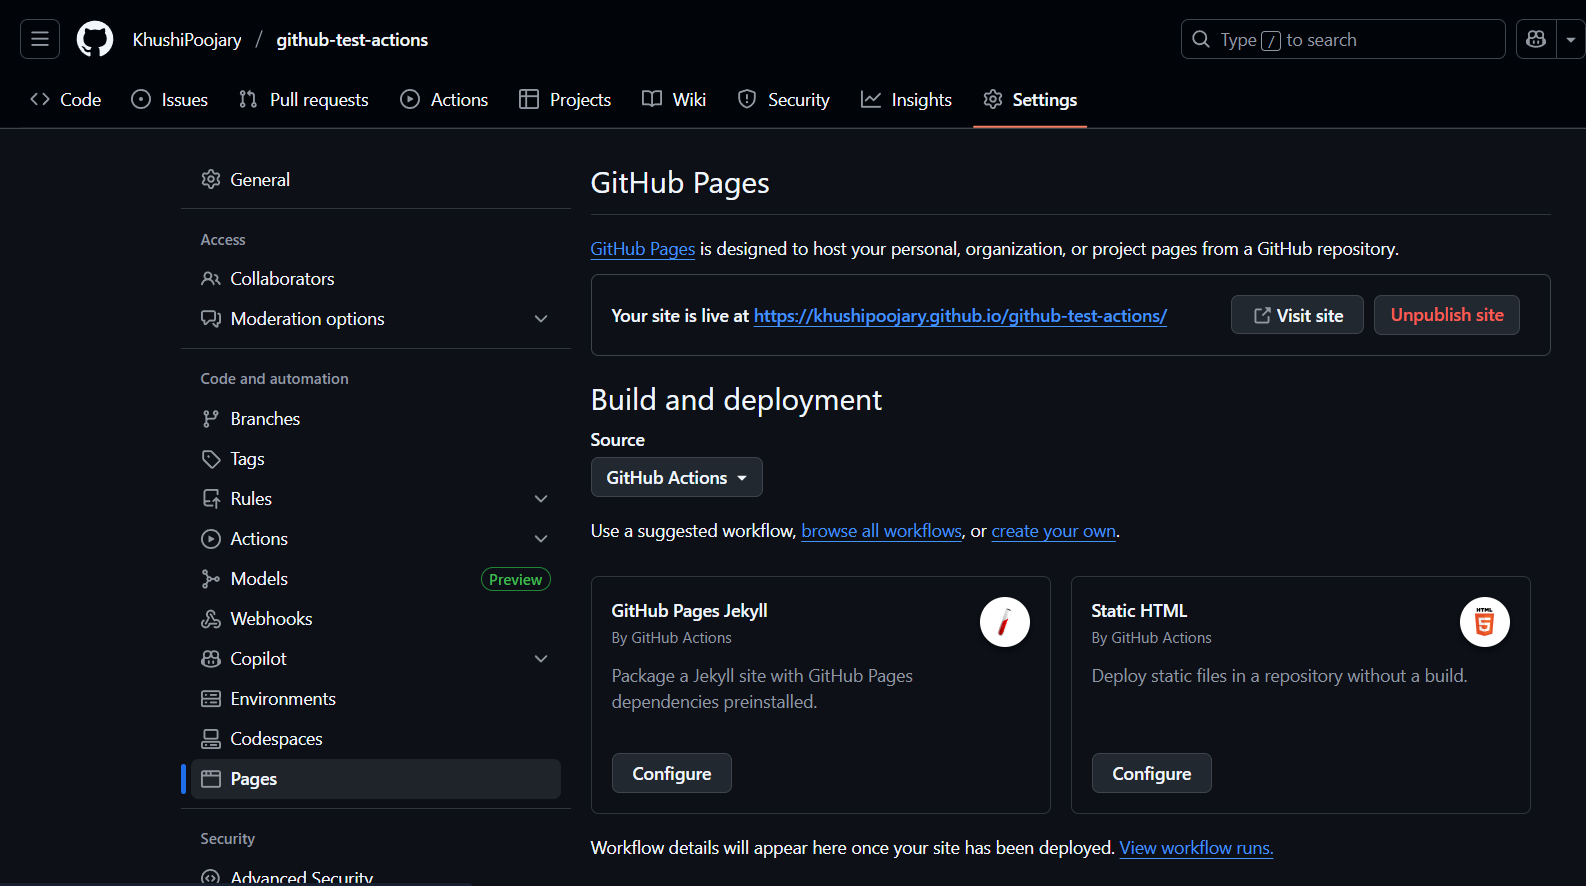 KhushiPoojary / github-test-actions
Type / to search
Code
Issues
Pull requests
Actions
Projects
Wiki
Security
Insights
Settings
General
Access
Collaborators
Moderation options
Code and automation
Branches
Tags
Rules
Actions
Models Preview
Webhooks
Copilot
Environments
Codespaces
Pages
Security
Advanced Security
GitHub Pages
GitHub Pages is designed to host your personal, organization, or project pages from a GitHub repository.
Your site is live at https://khushipoojary.github.io/github-test-actions/
Visit site
Unpublish site
Build and deployment
Source
GitHub Actions
Use a suggested workflow, browse all workflows, or create your own.
GitHub Pages Jekyll
By GitHub Actions
Package a Jekyll site with GitHub Pages
dependencies preinstalled.
Configure
Static HTML
By GitHub Actions
HTML
5
Deploy static files in a repository without a build.
Configure
Workflow details will appear here once your site has been deployed. View workflow runs.